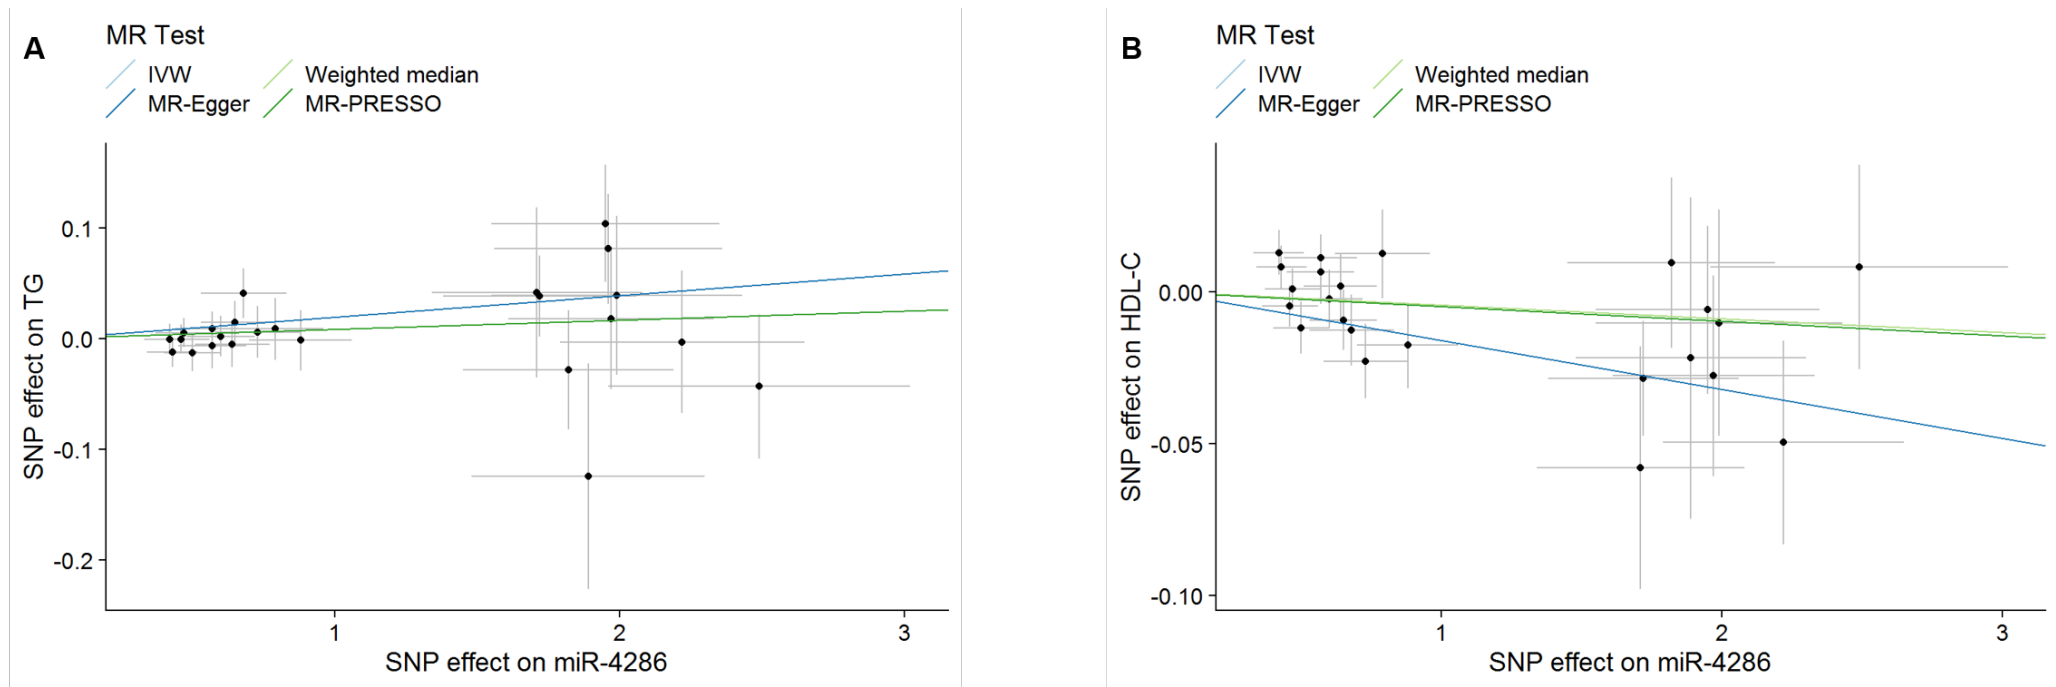 A
MR Test
IVW
Weighted median
MR-Egger
MR-PRESSO
SNP effect on TG
0.1
0.0
-0.1
-0.2
1
2
3
SNP effect on miR-4286
B
MR Test
IVW
Weighted median
MR-Egger
MR-PRESSO
SNP effect on HDL-C
0.00
-0.05
-0.10
1
2
3
SNP effect on miR-4286